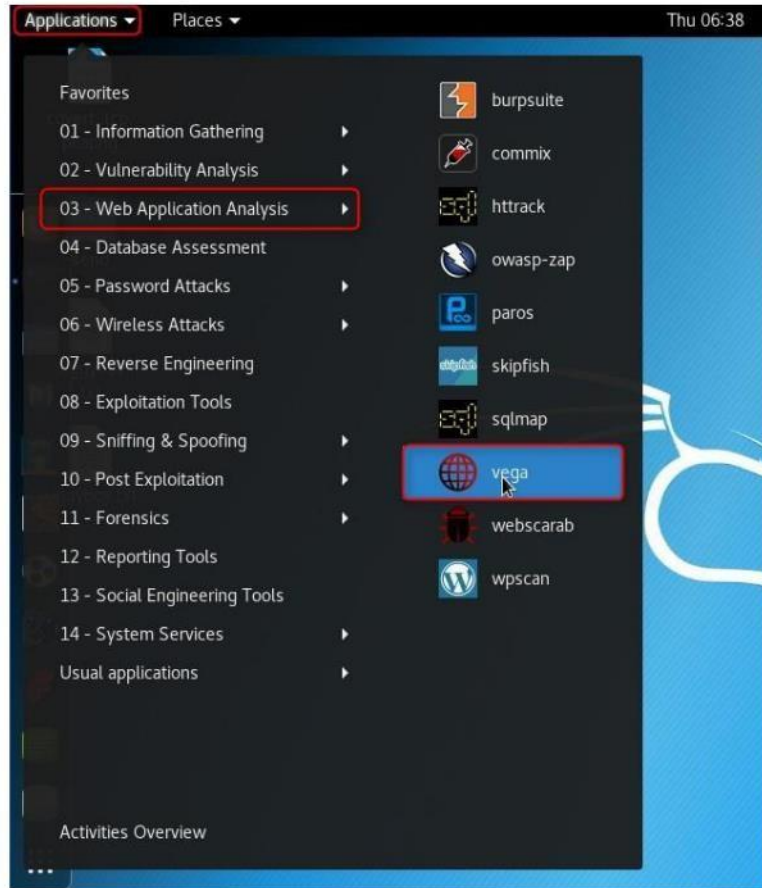 Applications Places Thu 06:38
Favorites
01 - Information Gathering
02 - Vulnerability Analysis
03 - Web Application Analysis
04 - Database Assessment
05 - Password Attacks
06 - Wireless Attacks
07 - Reverse Engineering
08 - Exploitation Tools
09 - Sniffing & Spoofing
10 - Post Exploitation
11 - Forensics
12 - Reporting Tools
13 - Social Engineering Tools
14 - System Services
Usual applications
Activities Overview
burpsuite
commix
httrack
owasp-zap
paros
skipfish
sqlmap
vega
webscarab
wpscan